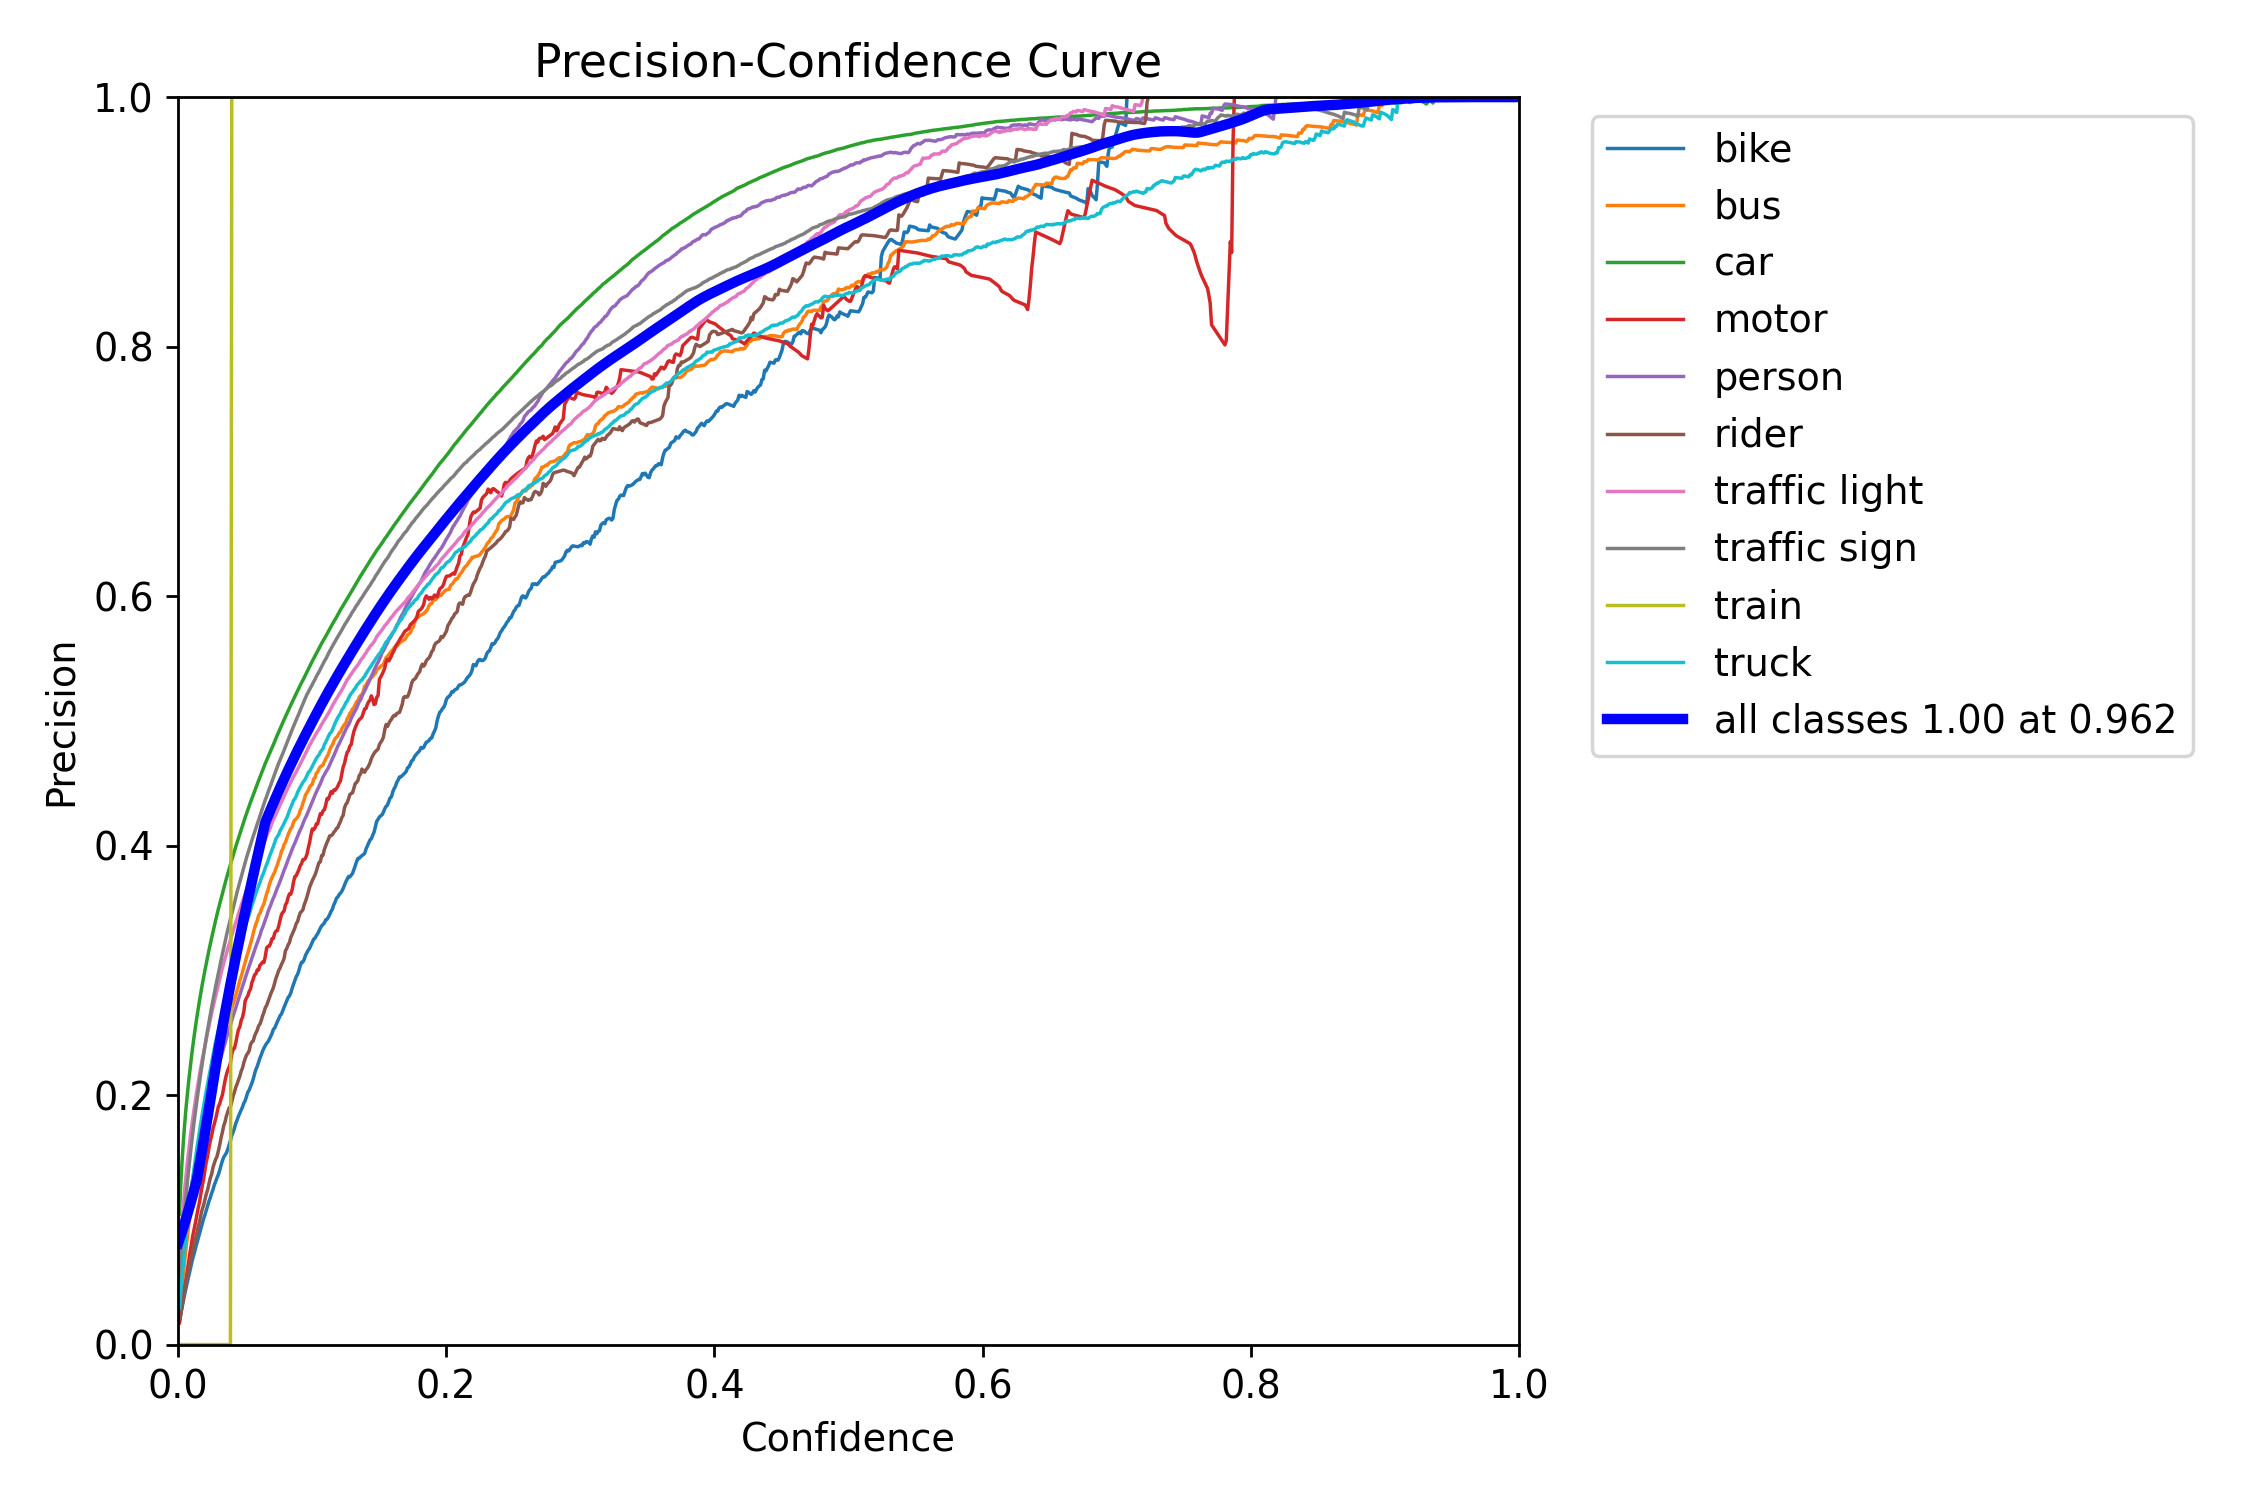 Precision-Confidence Curve
1.0
0.8
0.6
0.4
0.2
0.0
Precision
0.0 0.2 0.4 0.6 0.8 1.0
Confidence
bike
bus
car
motor
person
rider
traffic light
traffic sign
train
truck
all classes 1.00 at 0.962